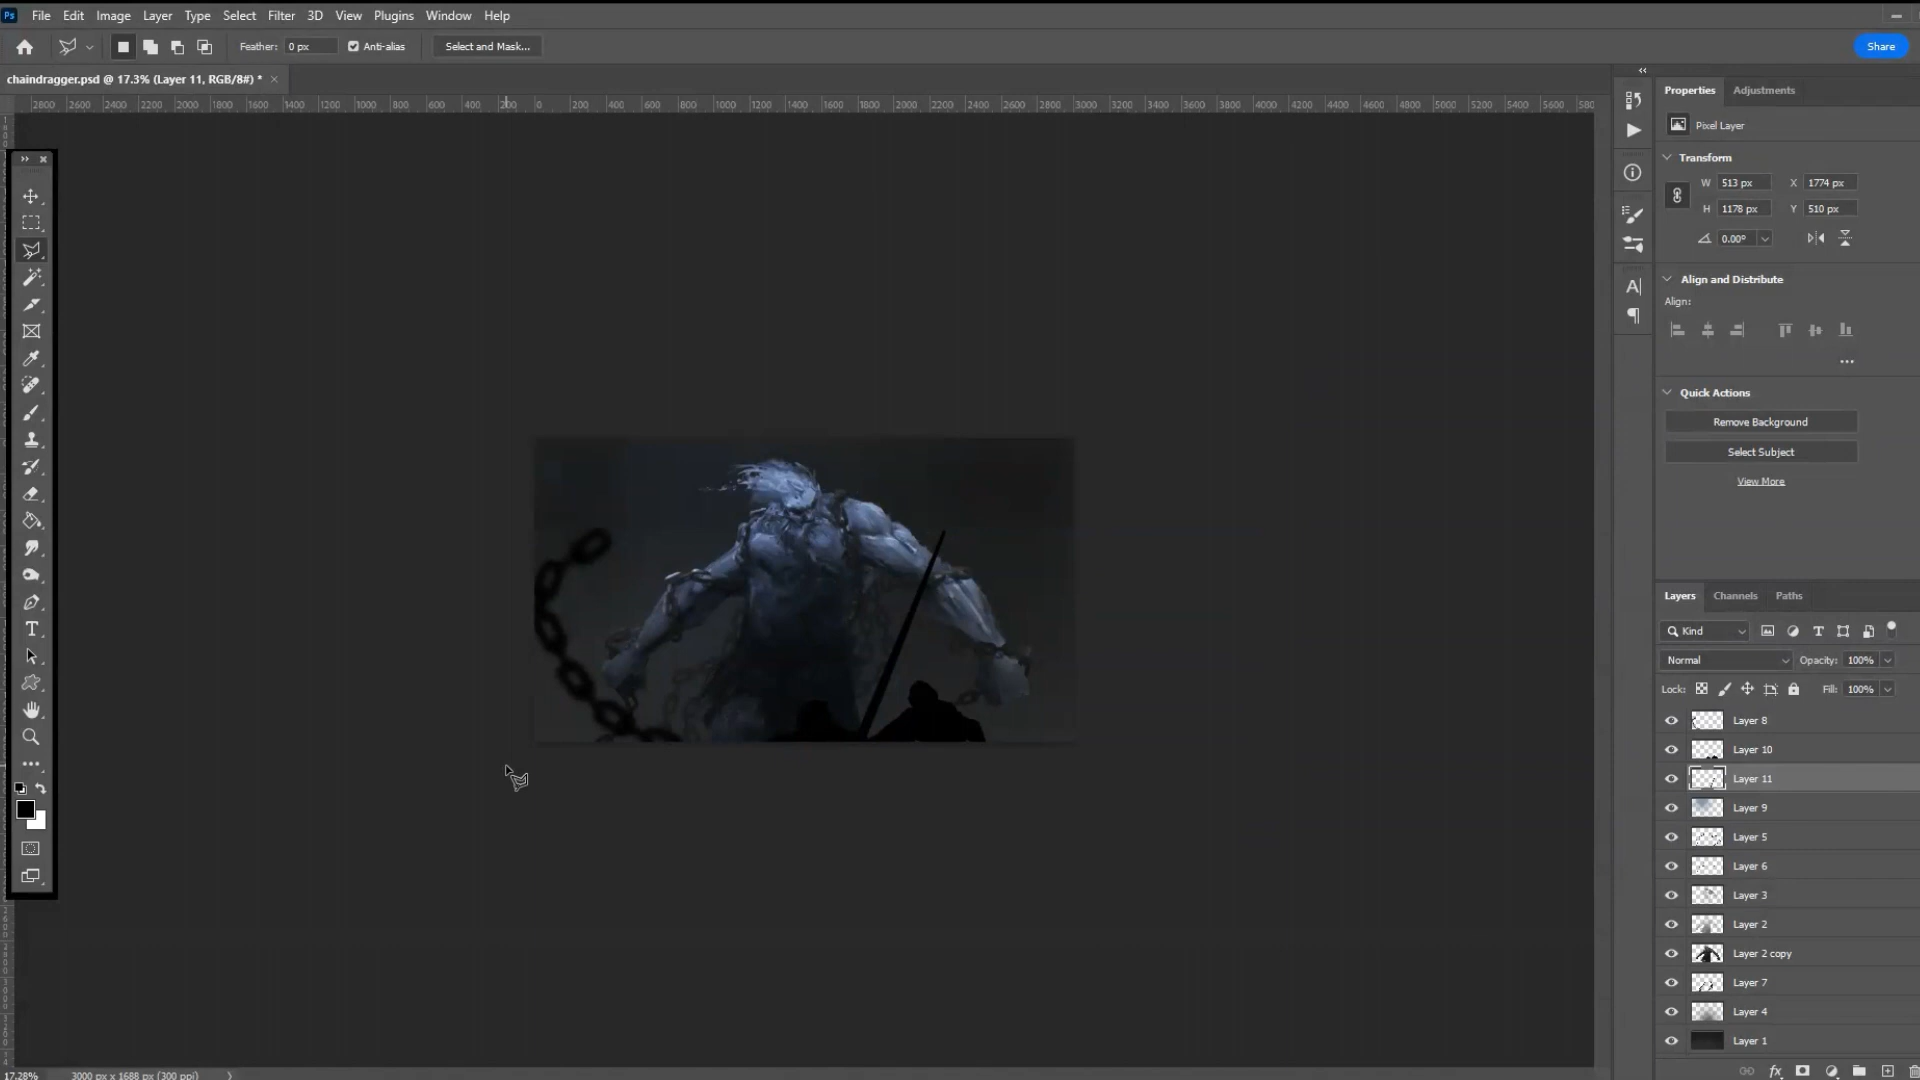 Ps File Edit Image Layer Type Select Filter 3D View Plugins Window Help
Feather: 0 px Anti-alias Select and Mask... Share
chaindragger.psd @ 17.3% (Layer 11, RGB/8#) * ×
2800 2600 2400 2200 2000 1800 1600 1400 1200 1000 800 600 400 200 0 200 400 600 800 1000 1200 1400 1600 1800 2000 2200 2400 2600 2800 3000 3200 3400 3600 3800 4000 4200 4400 4600 4800 5000 5200 5400 5600 580
Properties Adjustments
Pixel Layer
Transform
W 513 px X 1774 px
H 1178 px Y 510 px
0.00°
Align and Distribute
Align:
Quick Actions
Remove Background
Select Subject
View More
Layers Channels Paths
Kind
Normal Opacity: 100%
Lock: Fill: 100%
Layer 8
Layer 10
Layer 11
Layer 9
Layer 5
Layer 6
Layer 3
Layer 2
Layer 2 copy
Layer 7
Layer 4
Layer 1
17.28% 3000 px x 1688 px (300 ppi)